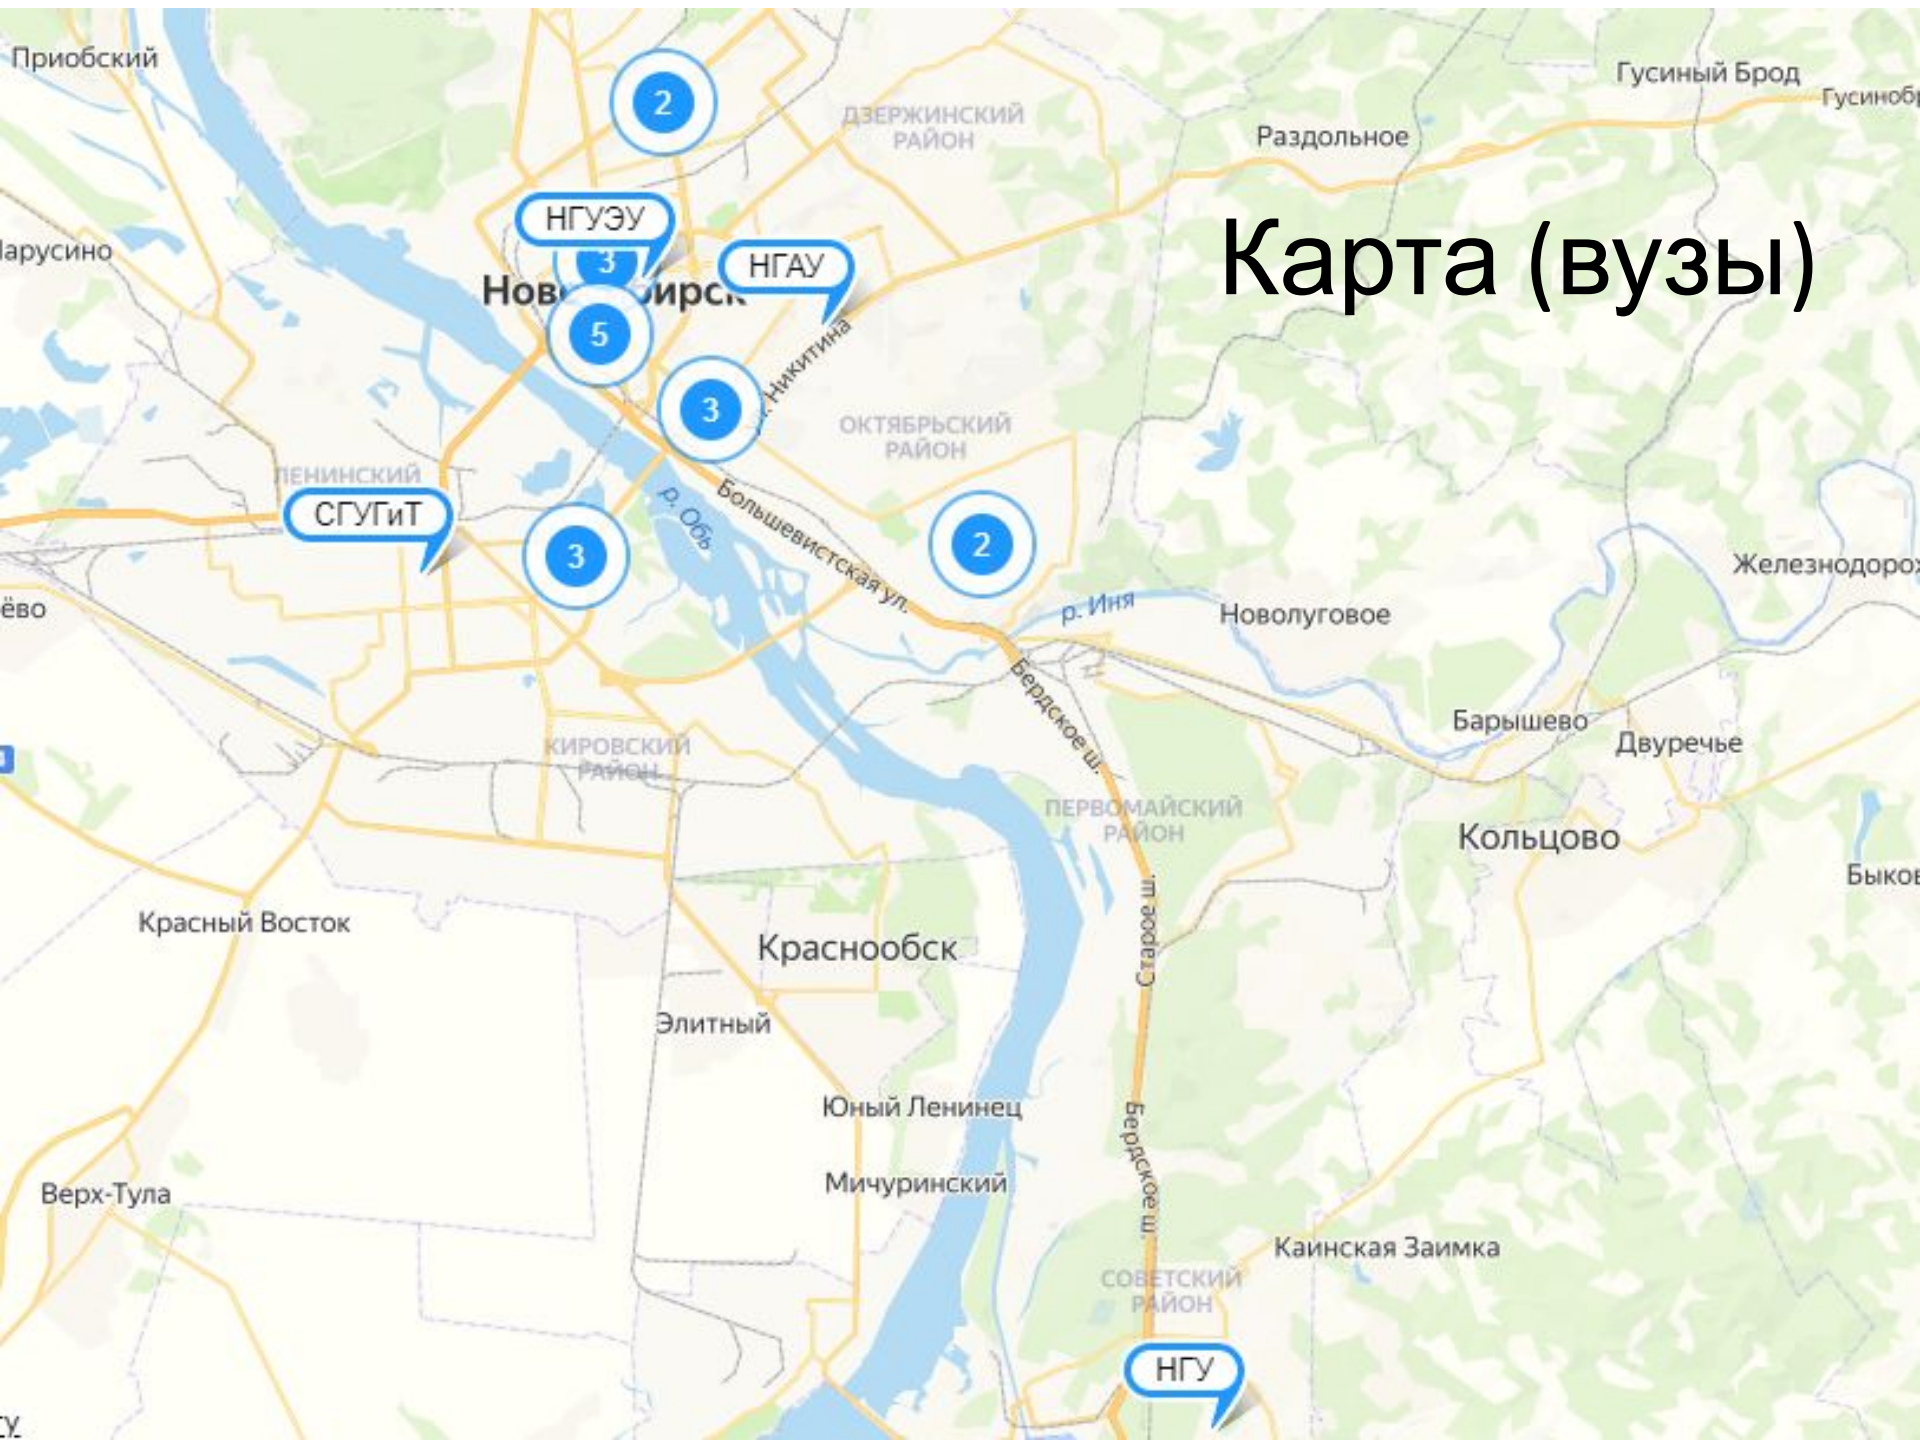 Приобский
Гусиный Брод
2
ДЗЕРЖИНСКИЙ
РАЙОН
Раздольное
НГУЭУ
Карта (вузы)
3
НГАУ
5
3
ОКТЯБРЬСКИЙ
РАЙОН
ЛЕНИНСКИЙ
СГУГиТ
р. Обь
Большевистская ул.
3
2
р. Иня
Новолуговое
Бердское ш.
Барышево
Двуречье
КИРОВСКИЙ
РАЙОН
ПЕРВОМАЙСКИЙ
РАЙОН
Кольцово
Старое ш.
Красный Восток
Краснообск
Элитный
Юный Ленинец
Бердское ш.
Мичуринский
Верх-Тула
Каинская Заимка
СОВЕТСКИЙ
РАЙОН
НГУ